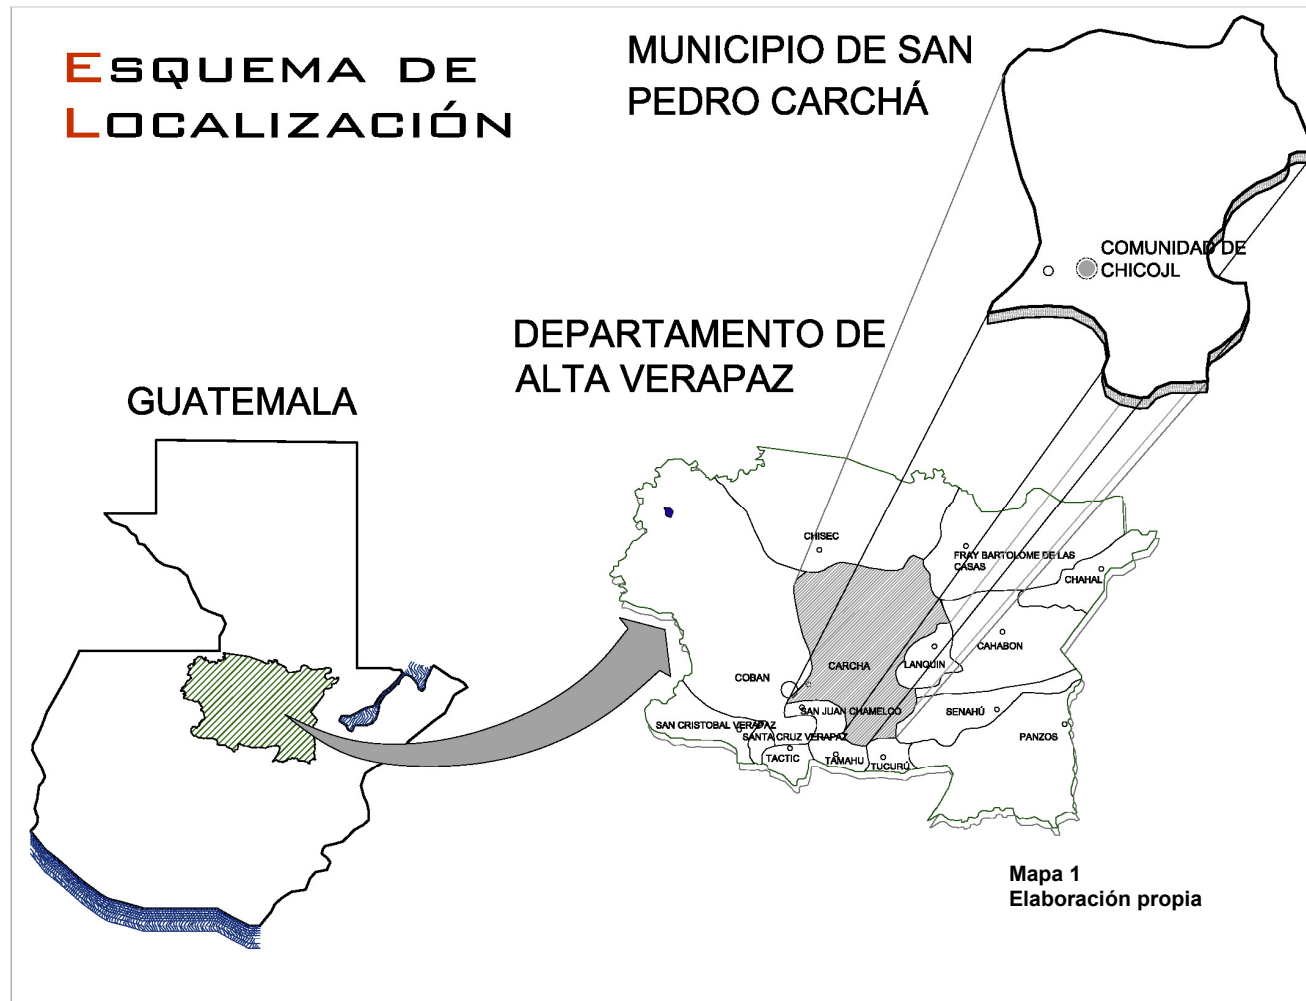 ESQUEMA DE
LOCALIZACIÓN
MUNICIPIO DE SAN
PEDRO CARCHÁ
COMUNIDAD DE
CHICOJL
DEPARTAMENTO DE
ALTA VERAPAZ
GUATEMALA
CHISEC
FRAY BARTOLOME DE LAS
CASAS
CHAHAL
CAHABON
LANQUIN
CARCHA
COBAN
SAN JUAN CHAMELCO
SENAHÚ
SAN CRISTOBAL VERAPAZ
SANTA CRUZ VERAPAZ
PANZOS
TACTIC
TAMAHU
TUCURÚ
Mapa 1
Elaboración propia